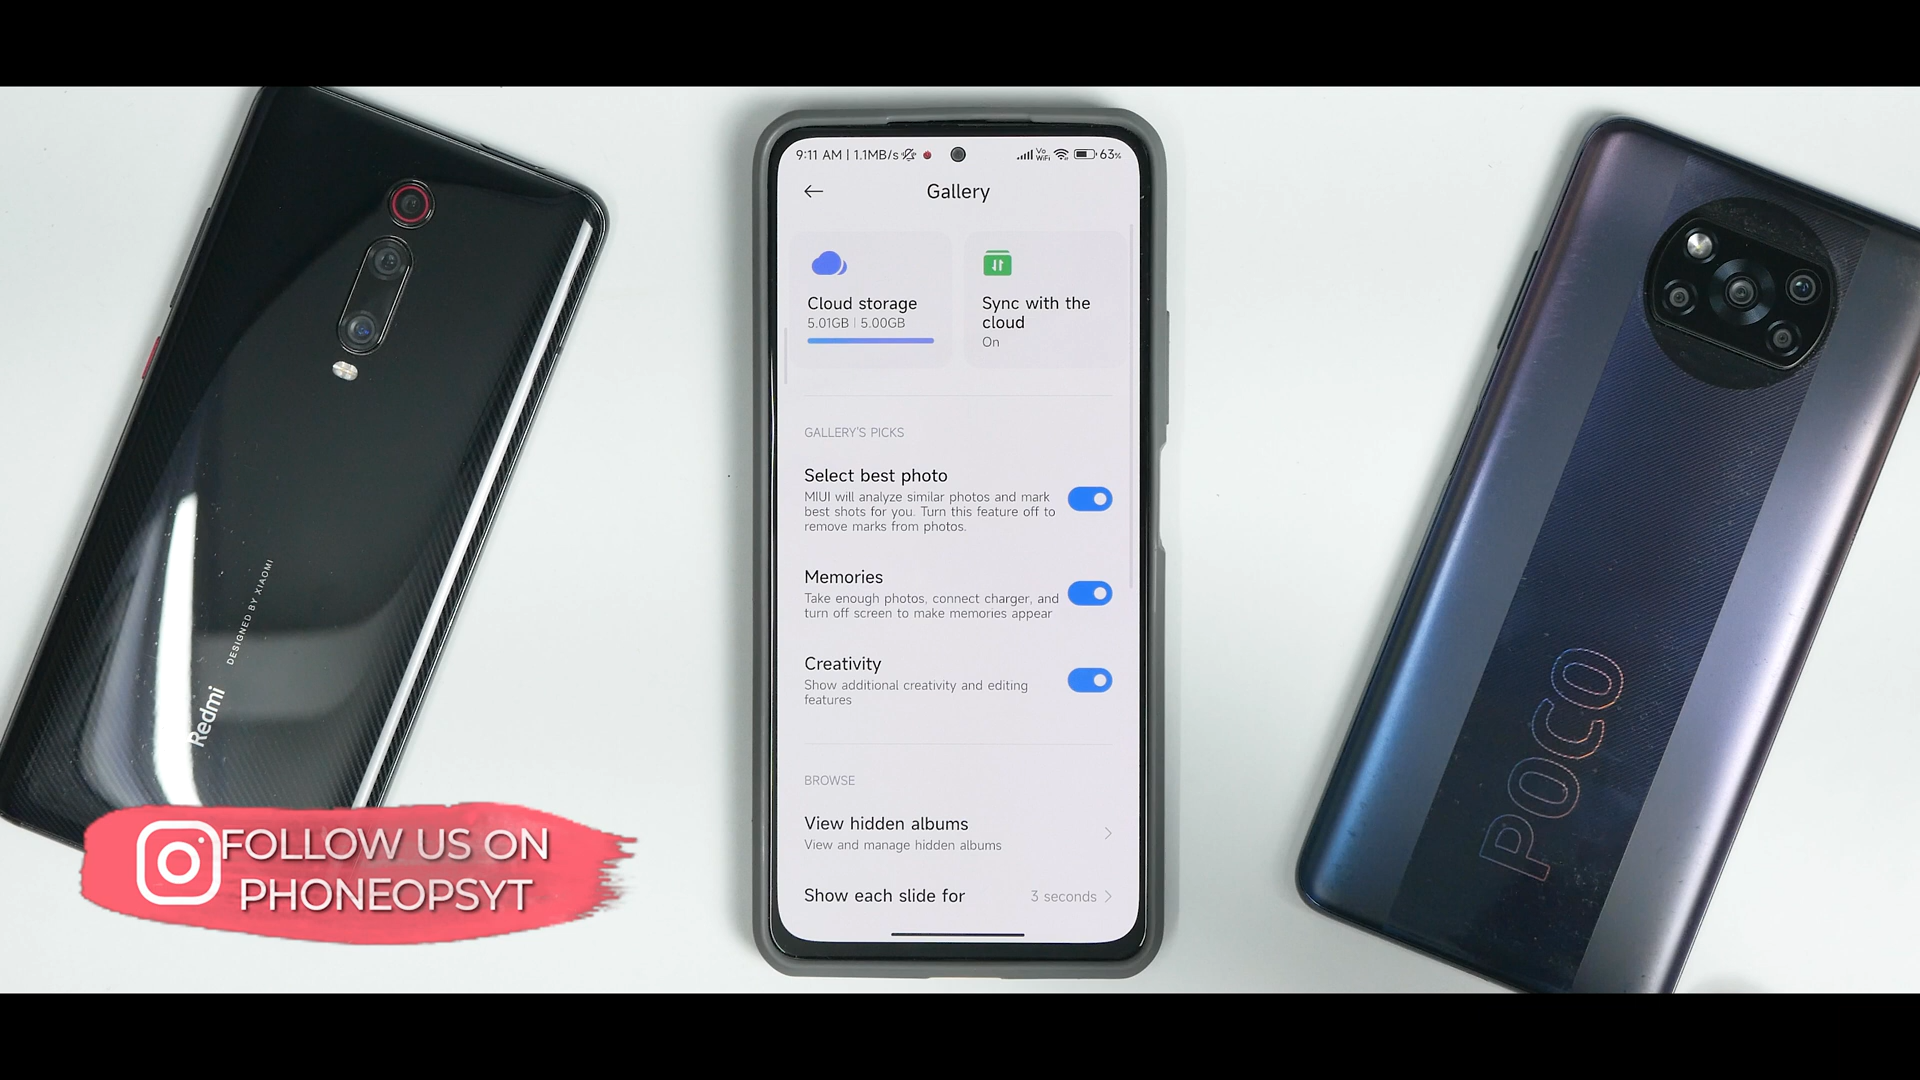 9:11 AM | 1.1MB/s
Vo
WiFi
63%
Gallery
Cloud storage
5.01GB | 5.00GB
Sync with the
cloud
On
GALLERY'S PICKS
Select best photo
MIUI will analyze similar photos and mark
best shots for you. Turn this feature off to
remove marks from photos.
Memories
Take enough photos, connect charger, and
turn off screen to make memories appear
Creativity
Show additional creativity and editing
features
BROWSE
View hidden albums
View and manage hidden albums
Show each slide for
3 seconds
Redmi
DESIGNED BY XIAOMI
POCO
FOLLOW US ON
PHONEOPSYT